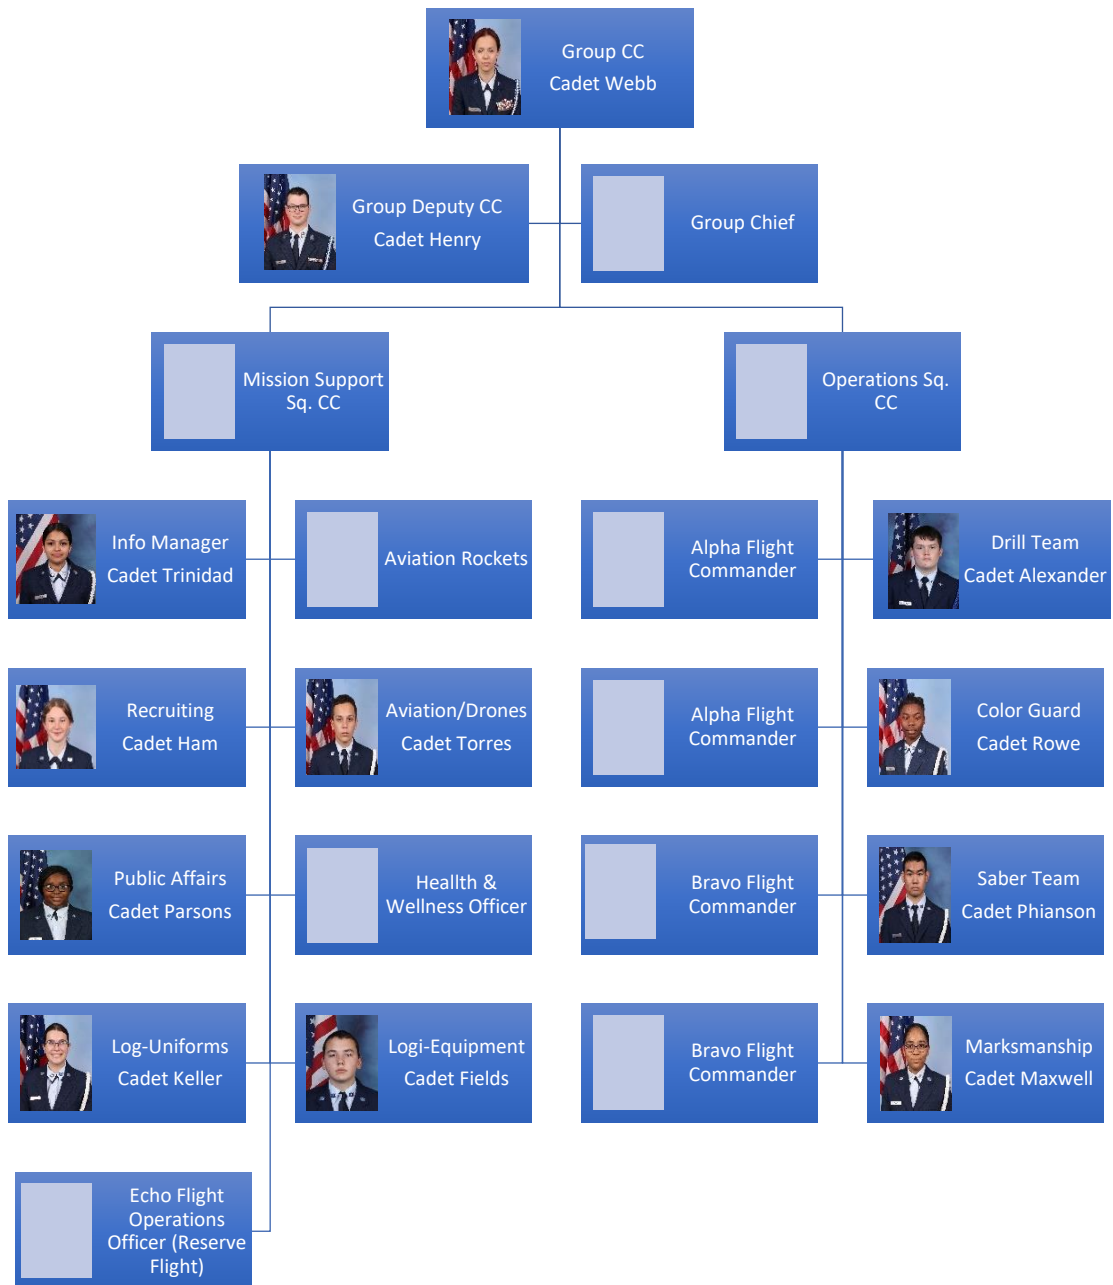 Group CC
Cadet Webb
Group Deputy CC
Cadet Henry
Group Chief
Mission Support
Sq. CC
Operations Sq.
CC
Info Manager
Cadet Trinidad
Aviation Rockets
Alpha Flight
Commander
Drill Team
Cadet Alexander
Recruiting
Cadet Ham
Aviation/Drones
Cadet Torres
Alpha Flight
Commander
Color Guard
Cadet Rowe
Public Affairs
Cadet Parsons
Heallth &
Wellness Officer
Bravo Flight
Commander
Saber Team
Cadet Phianson
Log-Uniforms
Cadet Keller
Logi-Equipment
Cadet Fields
Bravo Flight
Commander
Marksmanship
Cadet Maxwell
Echo Flight
Operations
Officer (Reserve
Flight)